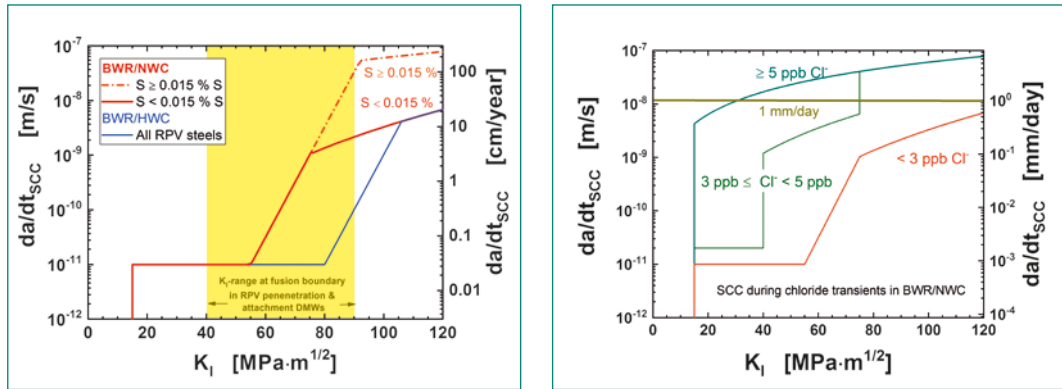 10⁻⁷
10⁻⁸
10⁻⁹
10⁻¹⁰
10⁻¹¹
10⁻¹²
da/dt_SCC [m/s]
BWR/NWC
S ≥ 0.015 % S
S < 0.015 % S
BWR/HWC
All RPV steels
S ≥ 0.015 %
S < 0.015 %
K_I-range at fusion boundary
in RPV penenetration &
attachment DMWs
100
10
1
0.1
0.01
da/dt_SCC [cm/year]
0 20 40 60 80 100 120
K_I [MPa·m^1/2]
10⁻⁷
10⁻⁸
10⁻⁹
10⁻¹⁰
10⁻¹¹
10⁻¹²
da/dt_SCC [m/s]
≥ 5 ppb Cl⁻
1 mm/day
< 3 ppb Cl⁻
3 ppb ≤ Cl⁻ < 5 ppb
SCC during chloride transients in BWR/NWC
10⁰
10⁻¹
10⁻²
10⁻³
10⁻⁴
da/dt_SCC [mm/day]
0 20 40 60 80 100 120
K_I [MPa·m^1/2]